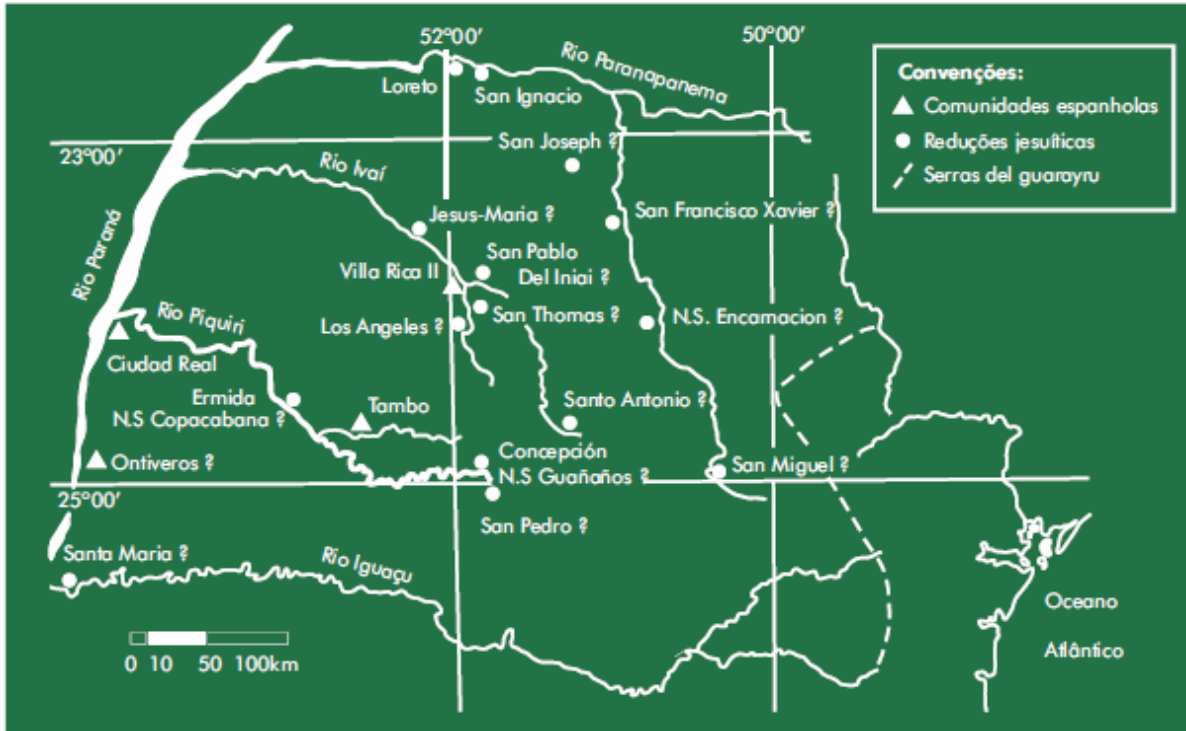 52°00'
50°00'
Rio Paranapanema
Loreto
San Ignacio
Convenções:
Comunidades espanholas
Reduções jesuíticas
Serras del guarayru
23°00'
San Joseph ?
Rio Ivaí
Rio Paraná
Jesus-Maria ?
San Francisco Xavier ?
San Pablo
Del Iniai ?
Villa Rica II
Rio Piquiri
San Thomas ?
Los Angeles ?
N.S. Encarnacion ?
Ciudad Real
Ermida
N.S Copacabana ?
Tambo
Santo Antonio ?
Ontiveros ?
Concepción
N.S Guañaños ?
San Miguel ?
25°00'
San Pedro ?
Santa Maria ?
Rio Iguaçu
Oceano
Atlântico
0 10 50 100km